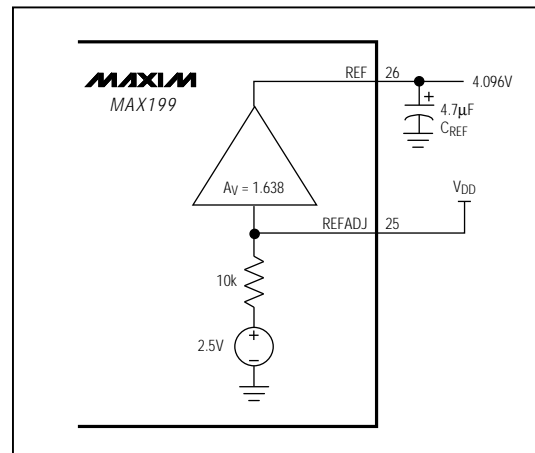 MAXIM
MAX199
REF 26
4.096V
+
4.7μF
CREF
AV = 1.638
VDD
REFADJ 25
10k
2.5V
+
−